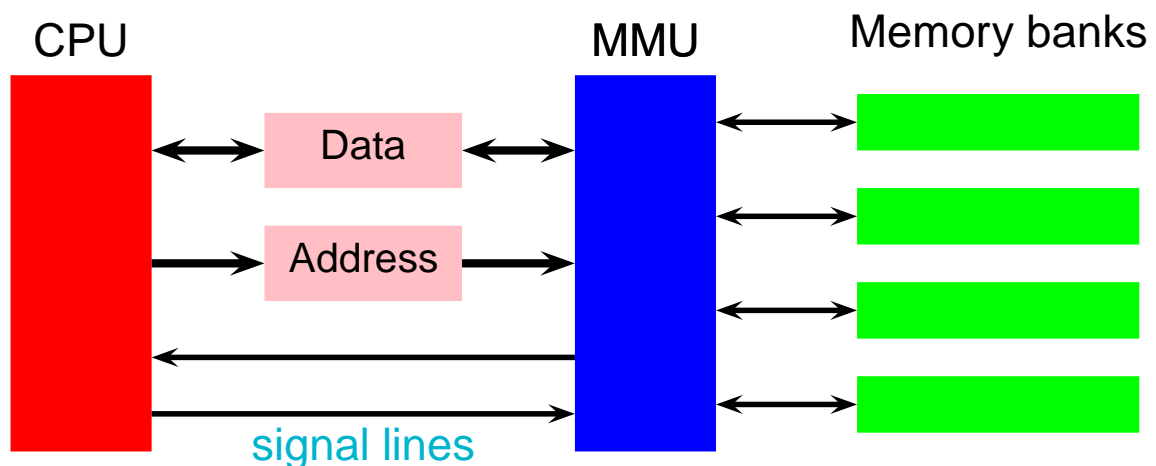 CPU
MMU
Memory banks
Data
Address
signal lines